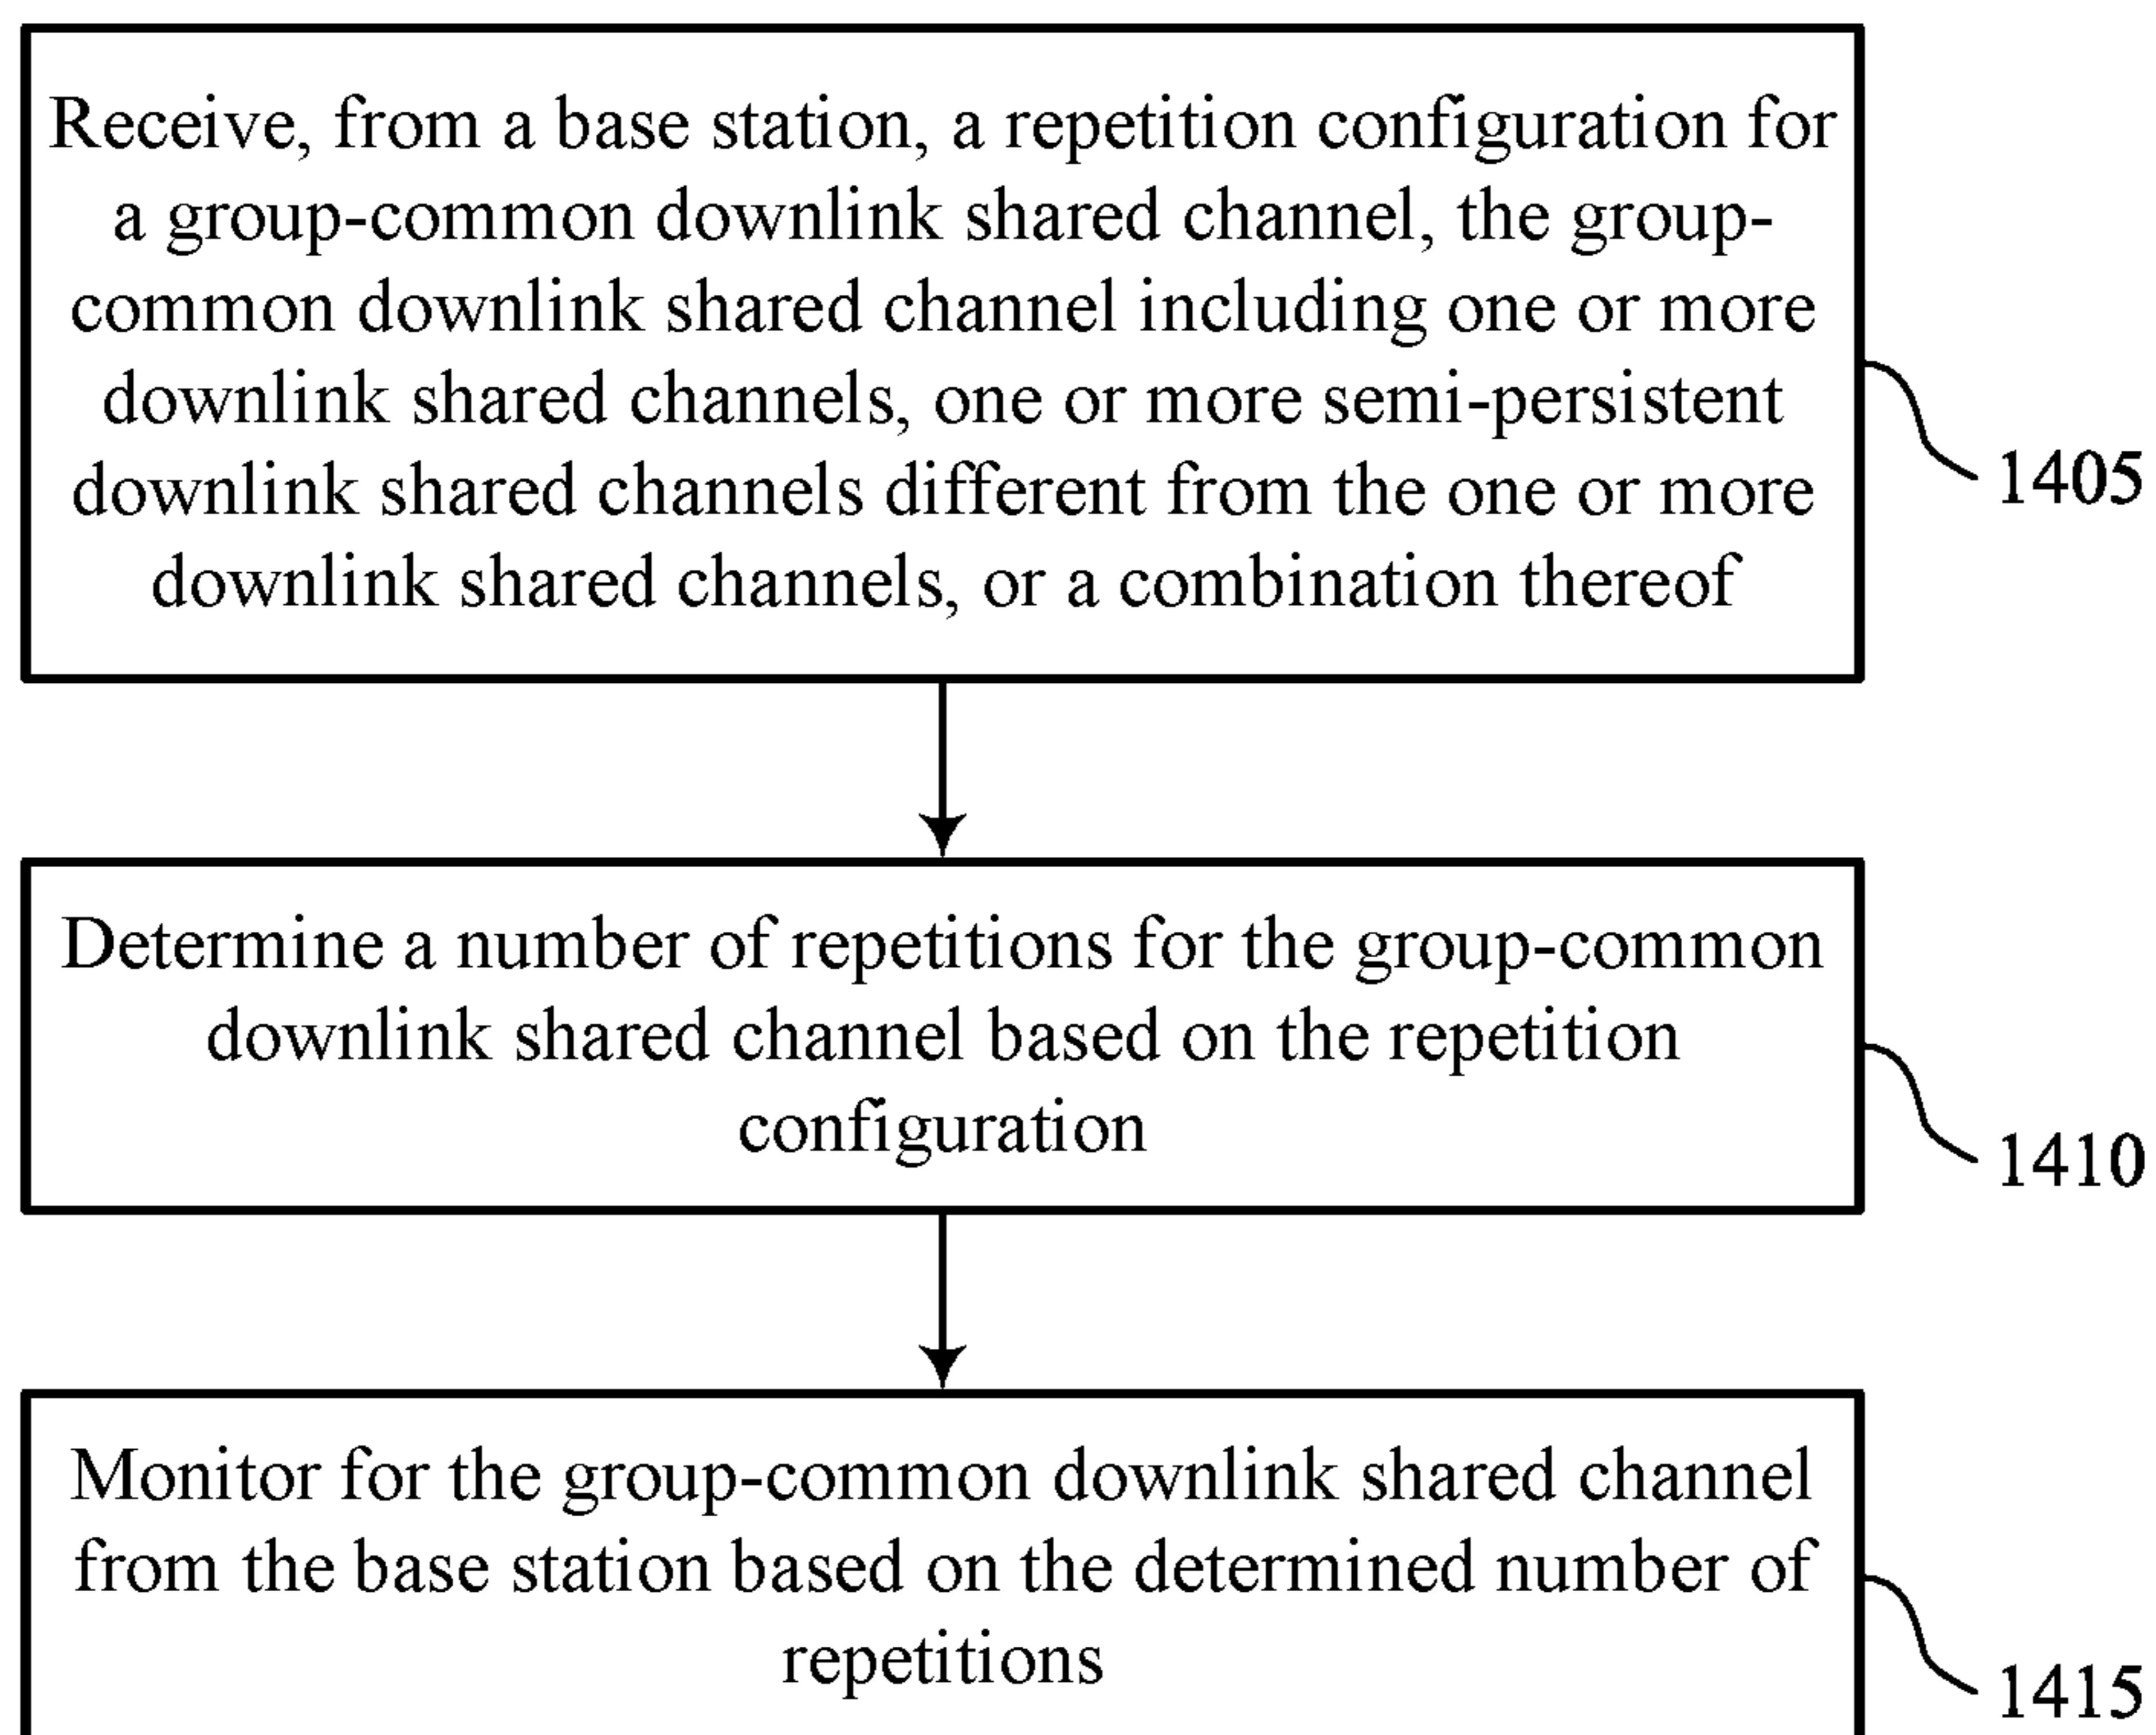 Receive, from a base station, a repetition configuration for
a group-common downlink shared channel, the group-
common downlink shared channel including one or more
downlink shared channels, one or more semi-persistent
downlink shared channels different from the one or more
downlink shared channels, or a combination thereof
1405
Determine a number of repetitions for the group-common
downlink shared channel based on the repetition
configuration
1410
Monitor for the group-common downlink shared channel
from the base station based on the determined number of
repetitions
1415